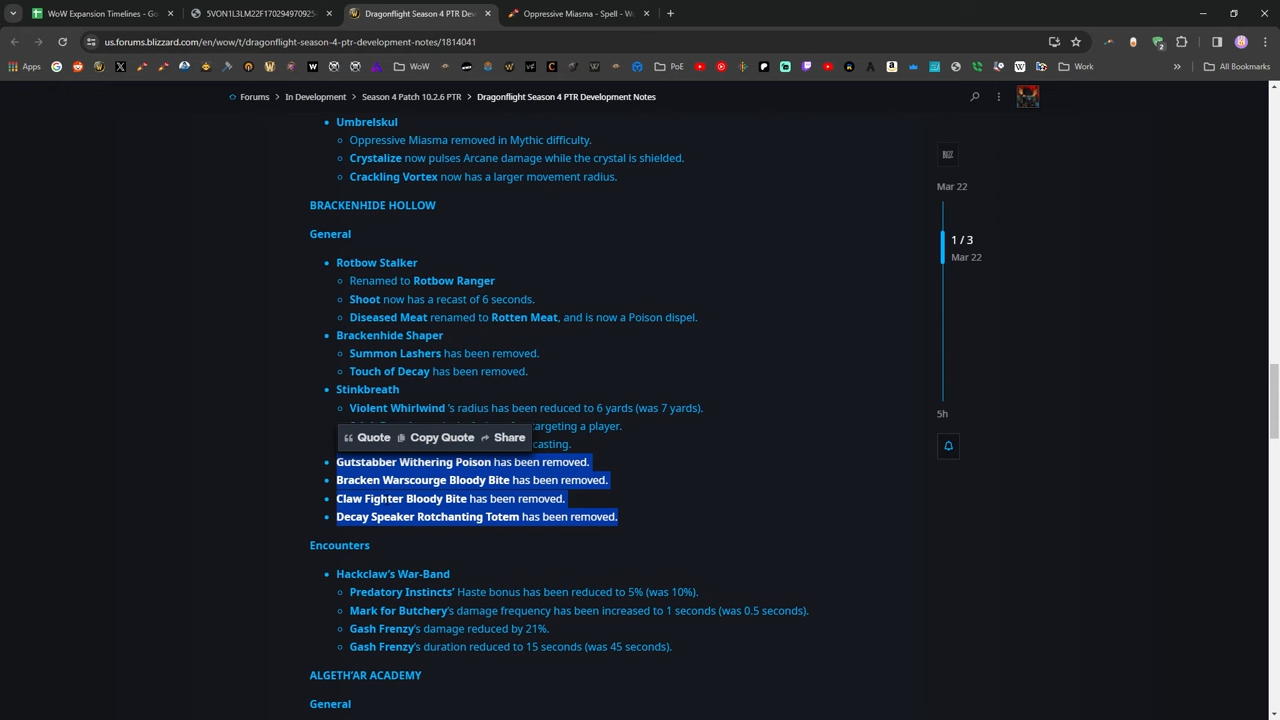 WoW Expansion Timelines - Go
5VON1L3LM22F17029497092S
Dragonflight Season 4 PTR Dev
Oppressive Miasma - Spell - Wo
us.forums.blizzard.com/en/wow/t/dragonflight-season-4-ptr-development-notes/1814041
Apps
WoW
PoE
Work
All Bookmarks
Forums > In Development > Season 4 Patch 10.2.6 PTR > Dragonflight Season 4 PTR Development Notes
Umbrelskul
Oppressive Miasma removed in Mythic difficulty.
Crystalize now pulses Arcane damage while the crystal is shielded.
Crackling Vortex now has a larger movement radius.
BRACKENHIDE HOLLOW
General
Rotbow Stalker
Renamed to Rotbow Ranger
Shoot now has a recast of 6 seconds.
Diseased Meat renamed to Rotten Meat, and is now a Poison dispel.
Brackenhide Shaper
Summon Lashers has been removed.
Touch of Decay has been removed.
Stinkbreath
Violent Whirlwind 's radius has been reduced to 6 yards (was 7 yards).
targeting a player.
Quote Copy Quote Share
casting.
Gutstabber Withering Poison has been removed.
Bracken Warscourge Bloody Bite has been removed.
Claw Fighter Bloody Bite has been removed.
Decay Speaker Rotchanting Totem has been removed.
Encounters
Hackclaw's War-Band
Predatory Instincts' Haste bonus has been reduced to 5% (was 10%).
Mark for Butchery's damage frequency has been increased to 1 seconds (was 0.5 seconds).
Gash Frenzy's damage reduced by 21%.
Gash Frenzy's duration reduced to 15 seconds (was 45 seconds).
ALGETH'AR ACADEMY
General
Mar 22
1 / 3
Mar 22
5h